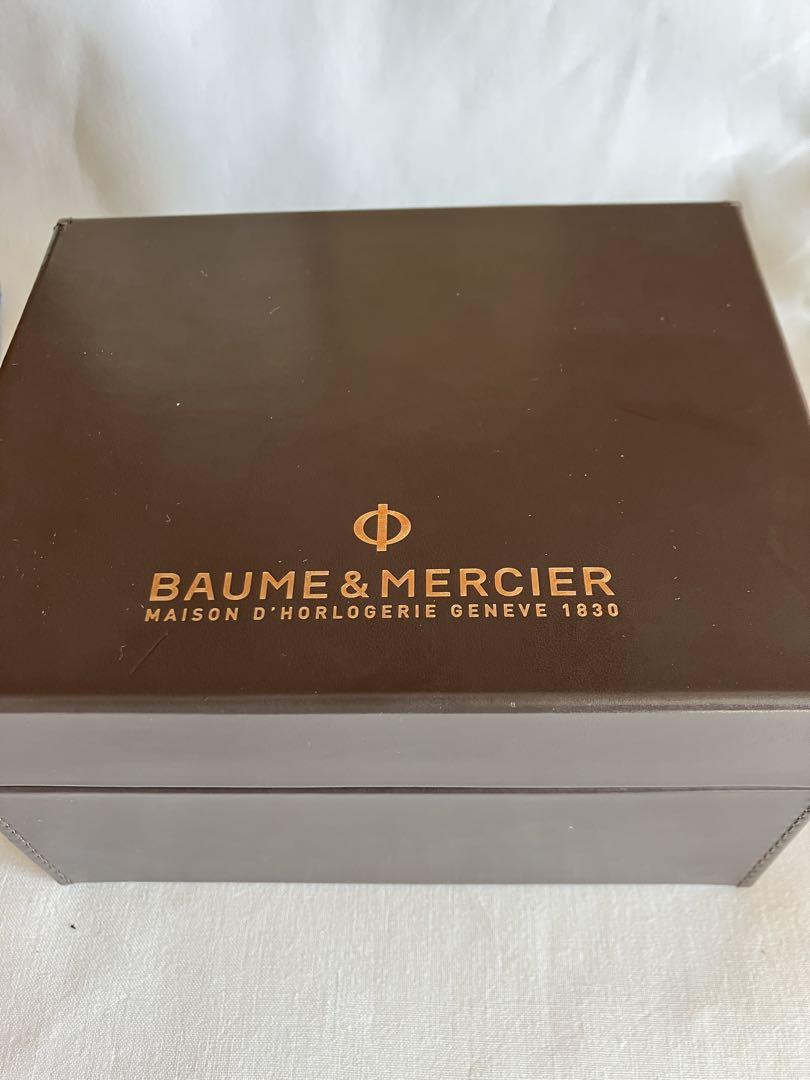 Φ
BAUME & MERCIER
MAISON D'HORLOGERIE GENEVE 1830